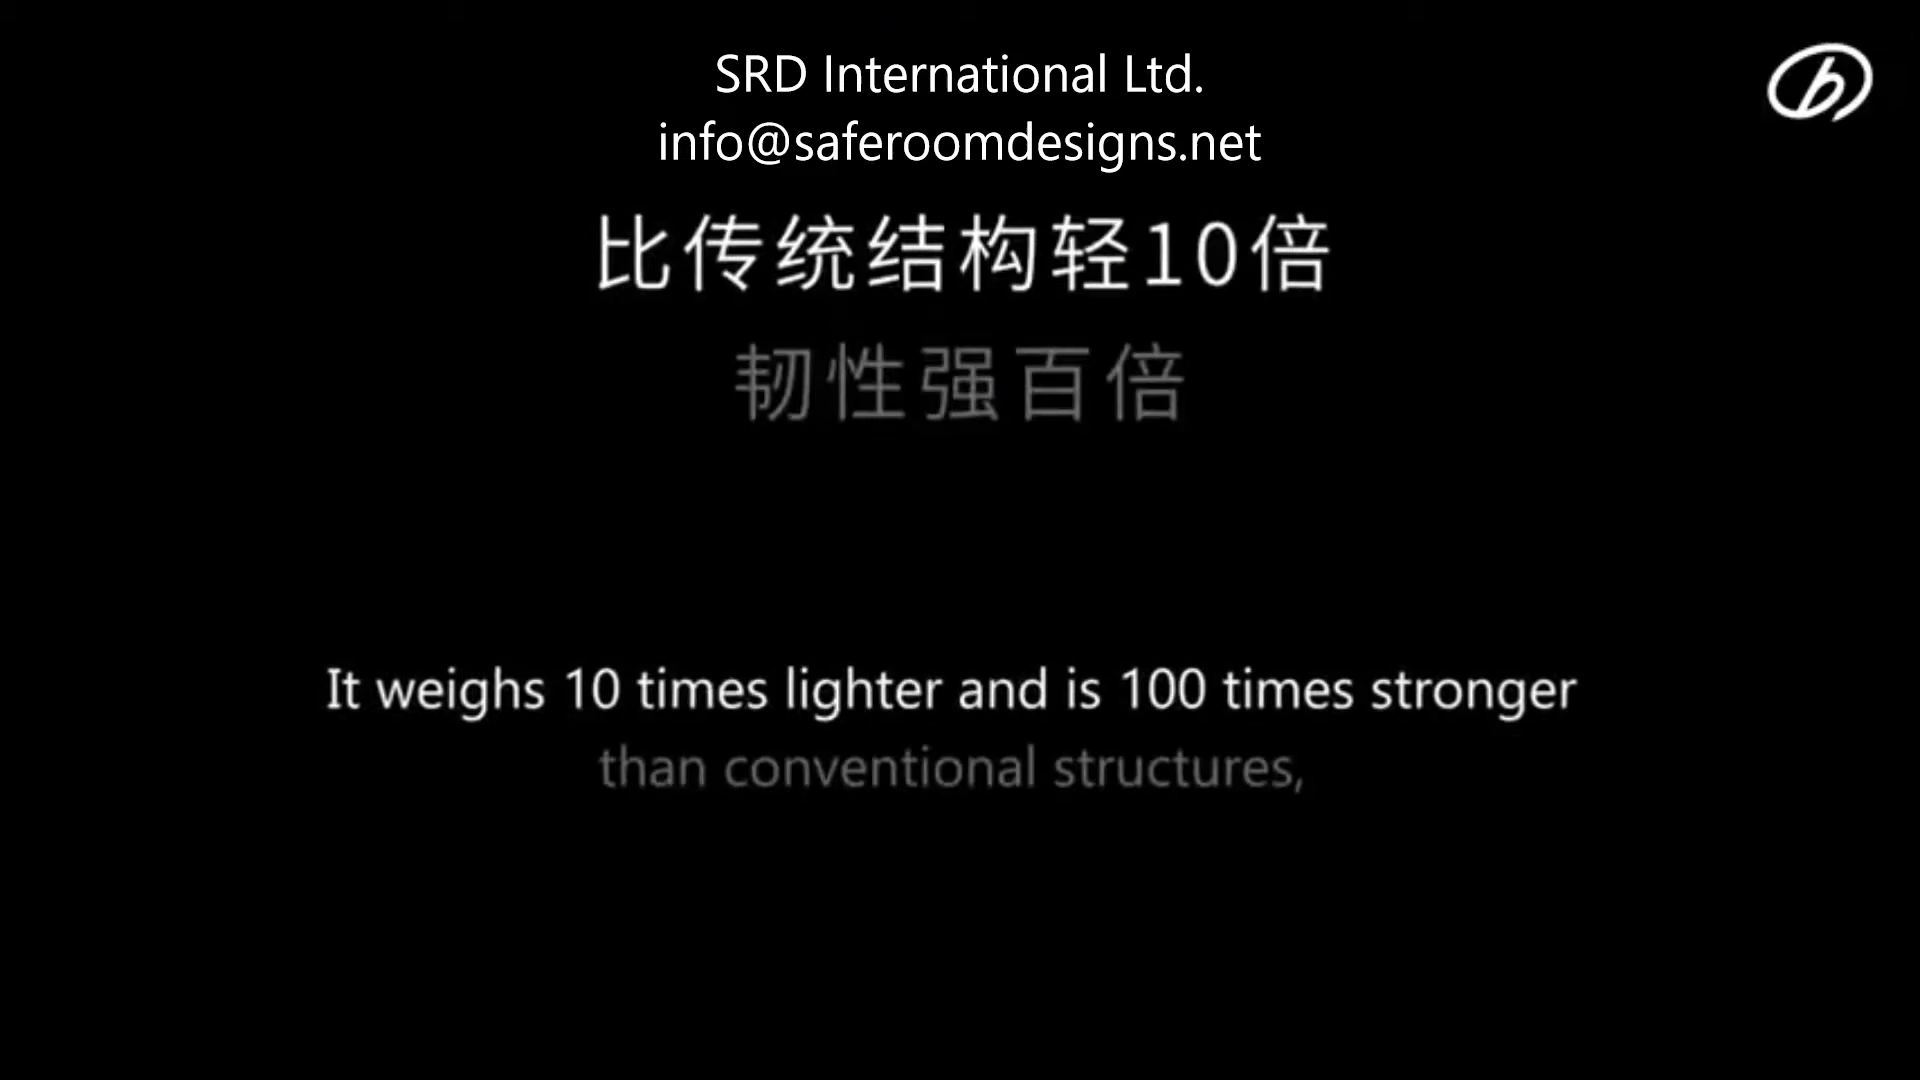 SRD International Ltd.
info@saferoomdesigns.net
比传统结构轻10倍
韧性强百倍
It weighs 10 times lighter and is 100 times stronger
than conventional structures,